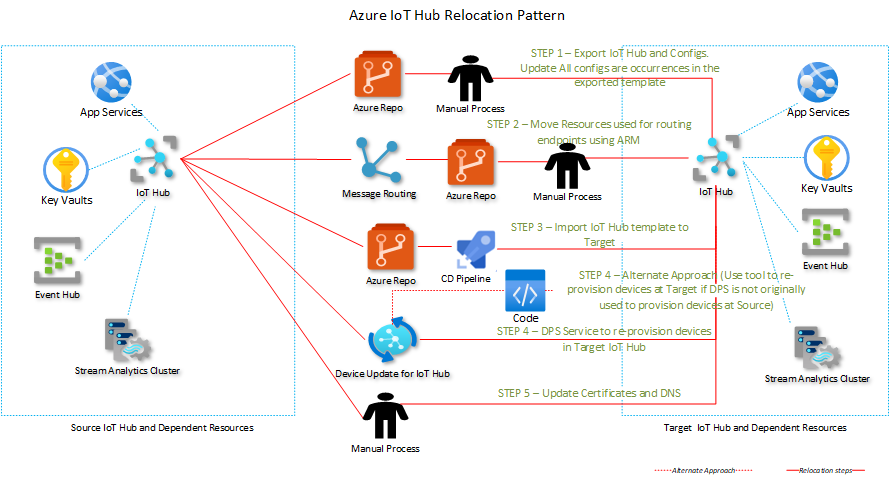 Azure IoT Hub Relocation Pattern
STEP 1 – Export IoT Hub and Configs.
Update All configs are occurrences in the
exported template
App Services
Azure Repo
Manual Process
App Services
STEP 2 – Move Resources used for routing
endpoints using ARM
Key Vaults
IoT Hub
Message Routing
Azure Repo
Manual Process
IoT Hub
Key Vaults
STEP 3 – Import IoT Hub template to
Target
Event Hub
Azure Repo
CD Pipeline
Event Hub
STEP 4 – Alternate Approach (Use tool to re-
provision devices at Target if DPS is not originally
used to provision devices at Source)
Code
STEP 4 – DPS Service to re-provision devices
in Target IoT Hub
Stream Analytics Cluster
Device Update for IoT Hub
Stream Analytics Cluster
STEP 5 – Update Certificates and DNS
Source IoT Hub and Dependent Resources
Manual Process
Target IoT Hub and Dependent Resources
Alternate Approach
Relocation steps